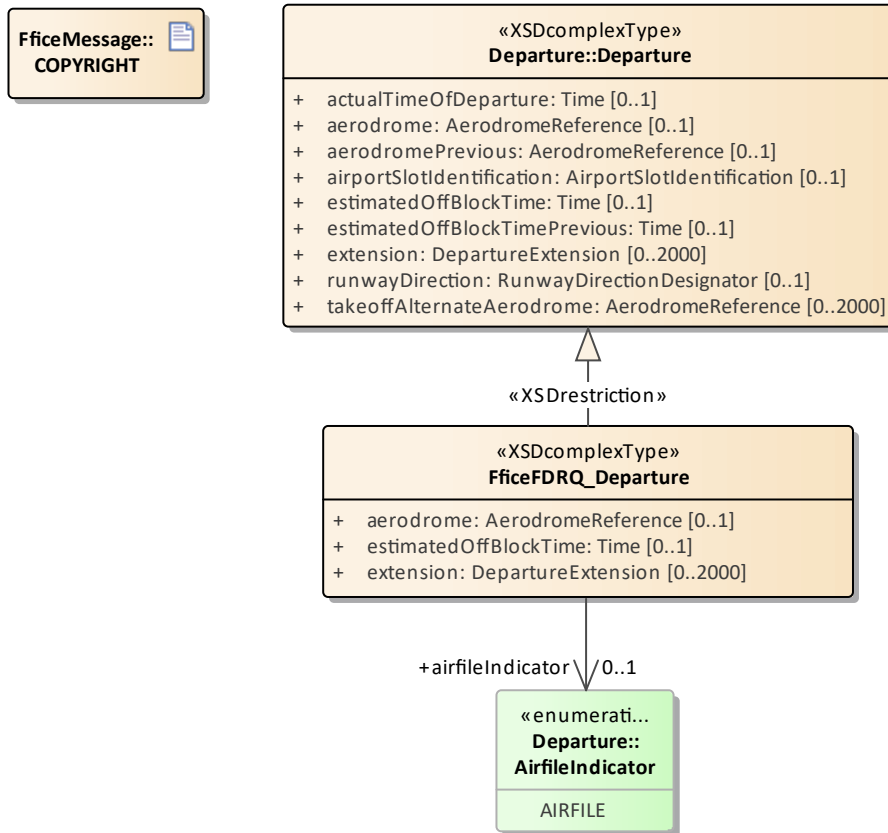 FficeMessage::
COPYRIGHT
«XSDcomplexType»
Departure::Departure
+ actualTimeOfDeparture: Time [0..1]
+ aerodrome: AerodromeReference [0..1]
+ aerodromePrevious: AerodromeReference [0..1]
+ airportSlotIdentification: AirportSlotIdentification [0..1]
+ estimatedOffBlockTime: Time [0..1]
+ estimatedOffBlockTimePrevious: Time [0..1]
+ extension: DepartureExtension [0..2000]
+ runwayDirection: RunwayDirectionDesignator [0..1]
+ takeoffAlternateAerodrome: AerodromeReference [0..2000]
«XSDrestriction»
«XSDcomplexType»
FficeFDRQ_Departure
+ aerodrome: AerodromeReference [0..1]
+ estimatedOffBlockTime: Time [0..1]
+ extension: DepartureExtension [0..2000]
+airfileIndicator 0..1
«enumerati...
Departure::
AirfileIndicator
AIRFILE